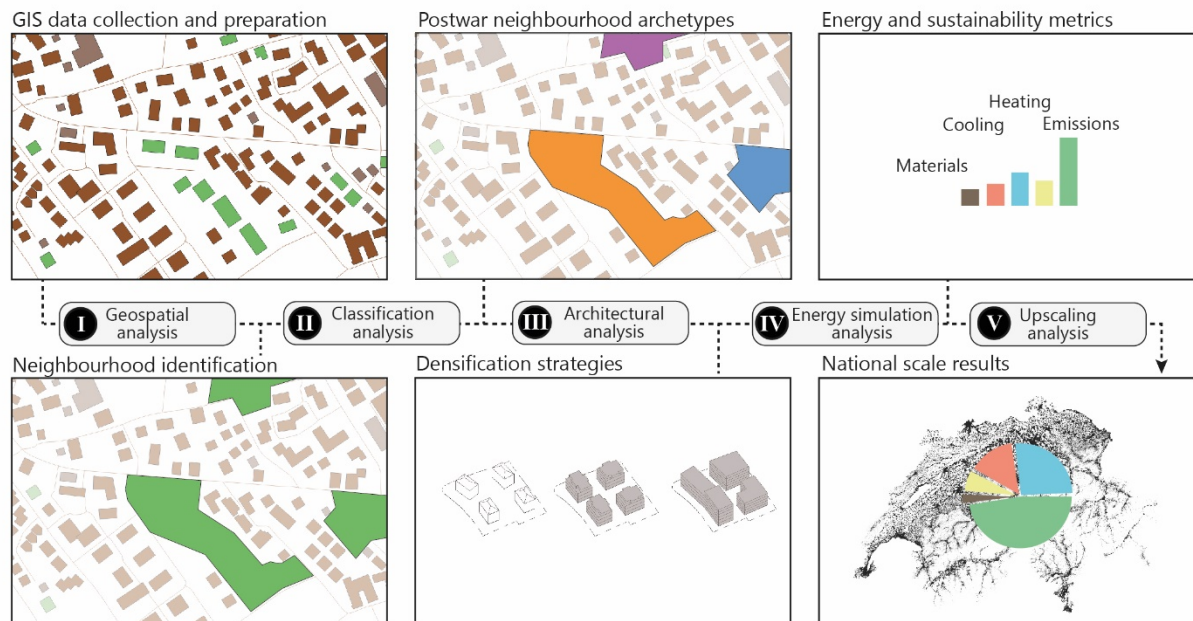 GIS data collection and preparation
Postwar neighbourhood archetypes
Energy and sustainability metrics
Heating
Cooling
Emissions
Materials
I
Geospatial
analysis
II
Classification
analysis
III
Architectural
analysis
IV
Energy simulation
analysis
V
Upscaling
analysis
Neighbourhood identification
Densification strategies
National scale results